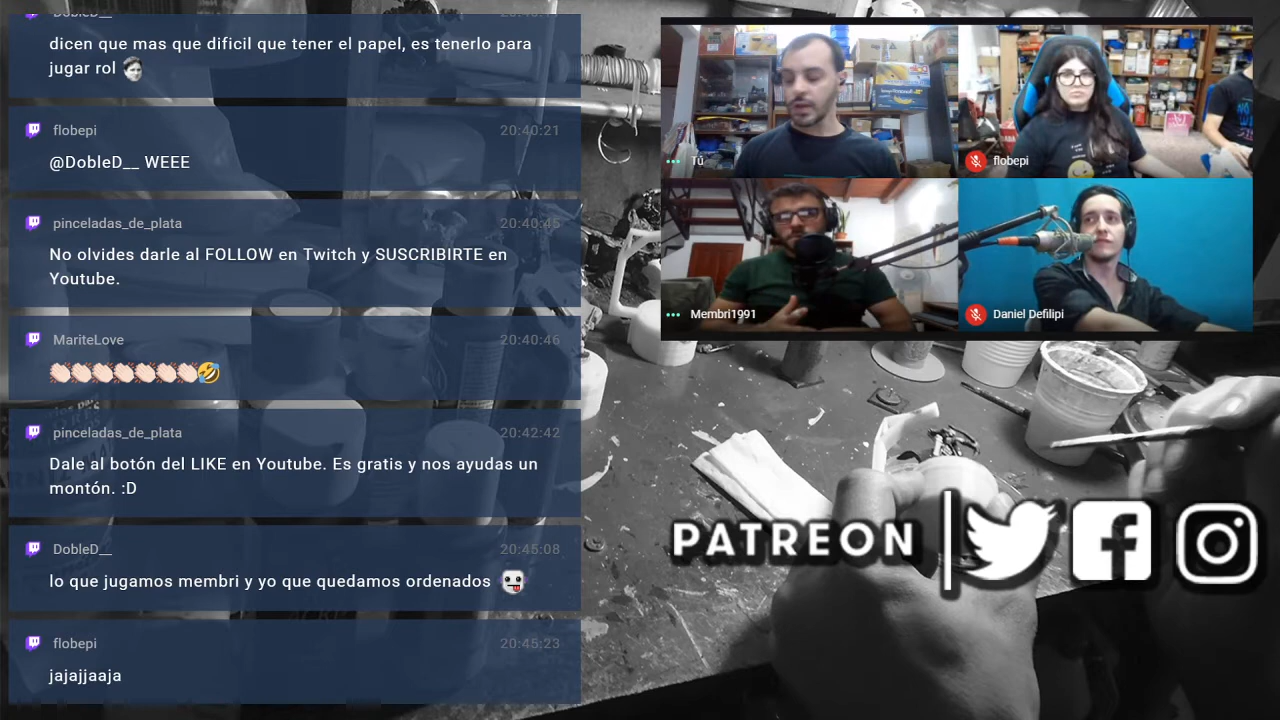 DobleD__
dicen que mas que dificil que tener el papel, es tenerlo para
jugar rol
flobepi 20:40:21
@DobleD__ WEEE
pinceladas_de_plata 20:40:45
No olvides darle al FOLLOW en Twitch y SUSCRIBIRTE en
Youtube.
MariteLove 20:40:46
pinceladas_de_plata 20:42:42
Dale al botón del LIKE en Youtube. Es gratis y nos ayudas un
montón. :D
DobleD__ 20:45:08
lo que jugamos membri y yo que quedamos ordenados
flobepi 20:45:23
jajajjaaja
Tú
flobepi
Membri1991
Daniel Defilipi
PATREON